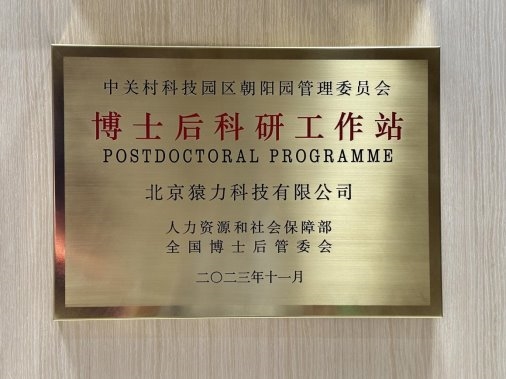 中关村科技园区朝阳园管理委员会
博士后科研工作站
POSTDOCTORAL PROGRAMME
北京猿力科技有限公司
人力资源和社会保障部
全国博士后管委会
二〇二三年十一月